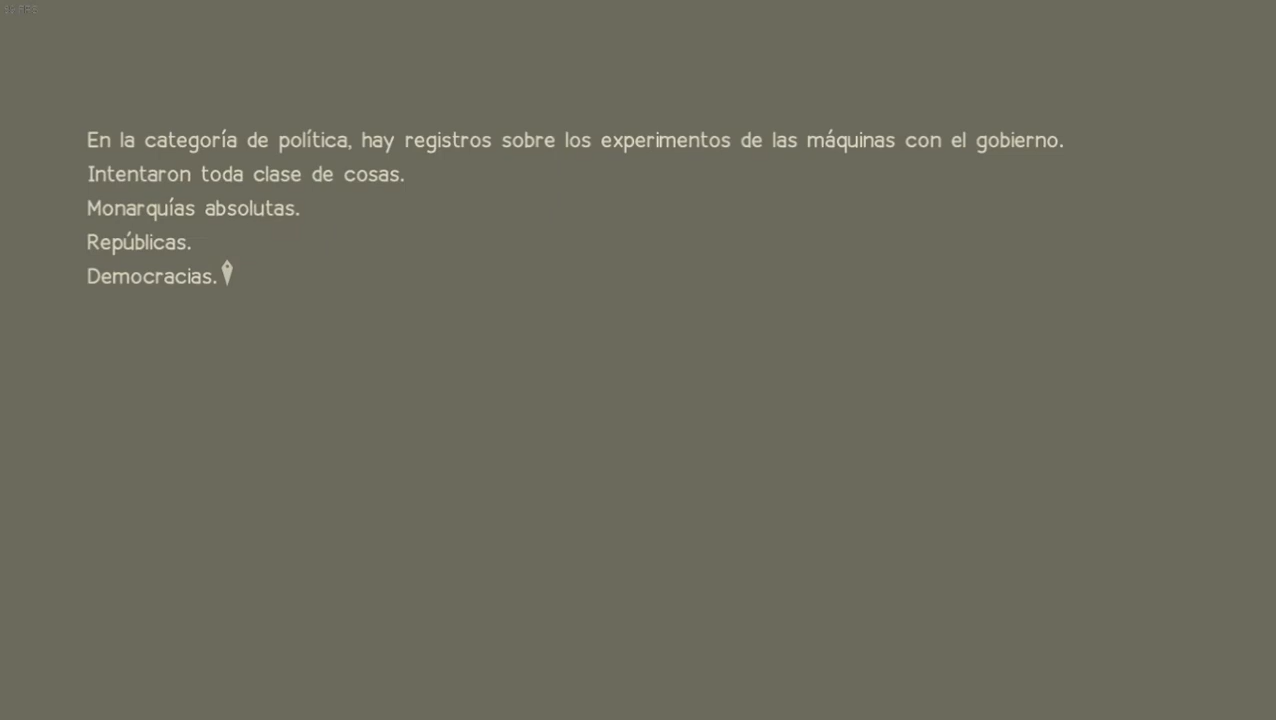 En la categoría de política, hay registros sobre los experimentos de las máquinas con el gobierno.
Intentaron toda clase de cosas.
Monarquías absolutas.
Repúblicas.
Democracias.